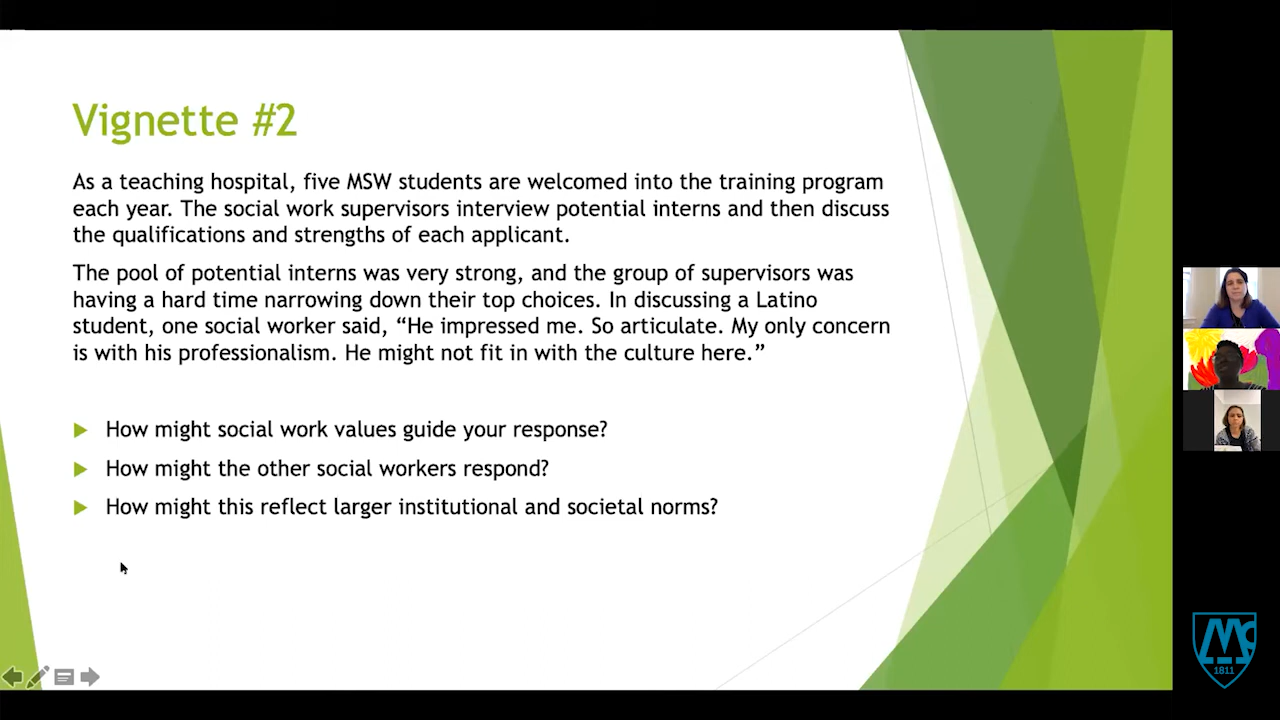 Vignette #2
As a teaching hospital, five MSW students are welcomed into the training program
each year. The social work supervisors interview potential interns and then discuss
the qualifications and strengths of each applicant.
The pool of potential interns was very strong, and the group of supervisors was
having a hard time narrowing down their top choices. In discussing a Latino
student, one social worker said, “He impressed me. So articulate. My only concern
is with his professionalism. He might not fit in with the culture here.”
How might social work values guide your response?
How might the other social workers respond?
How might this reflect larger institutional and societal norms?
1811